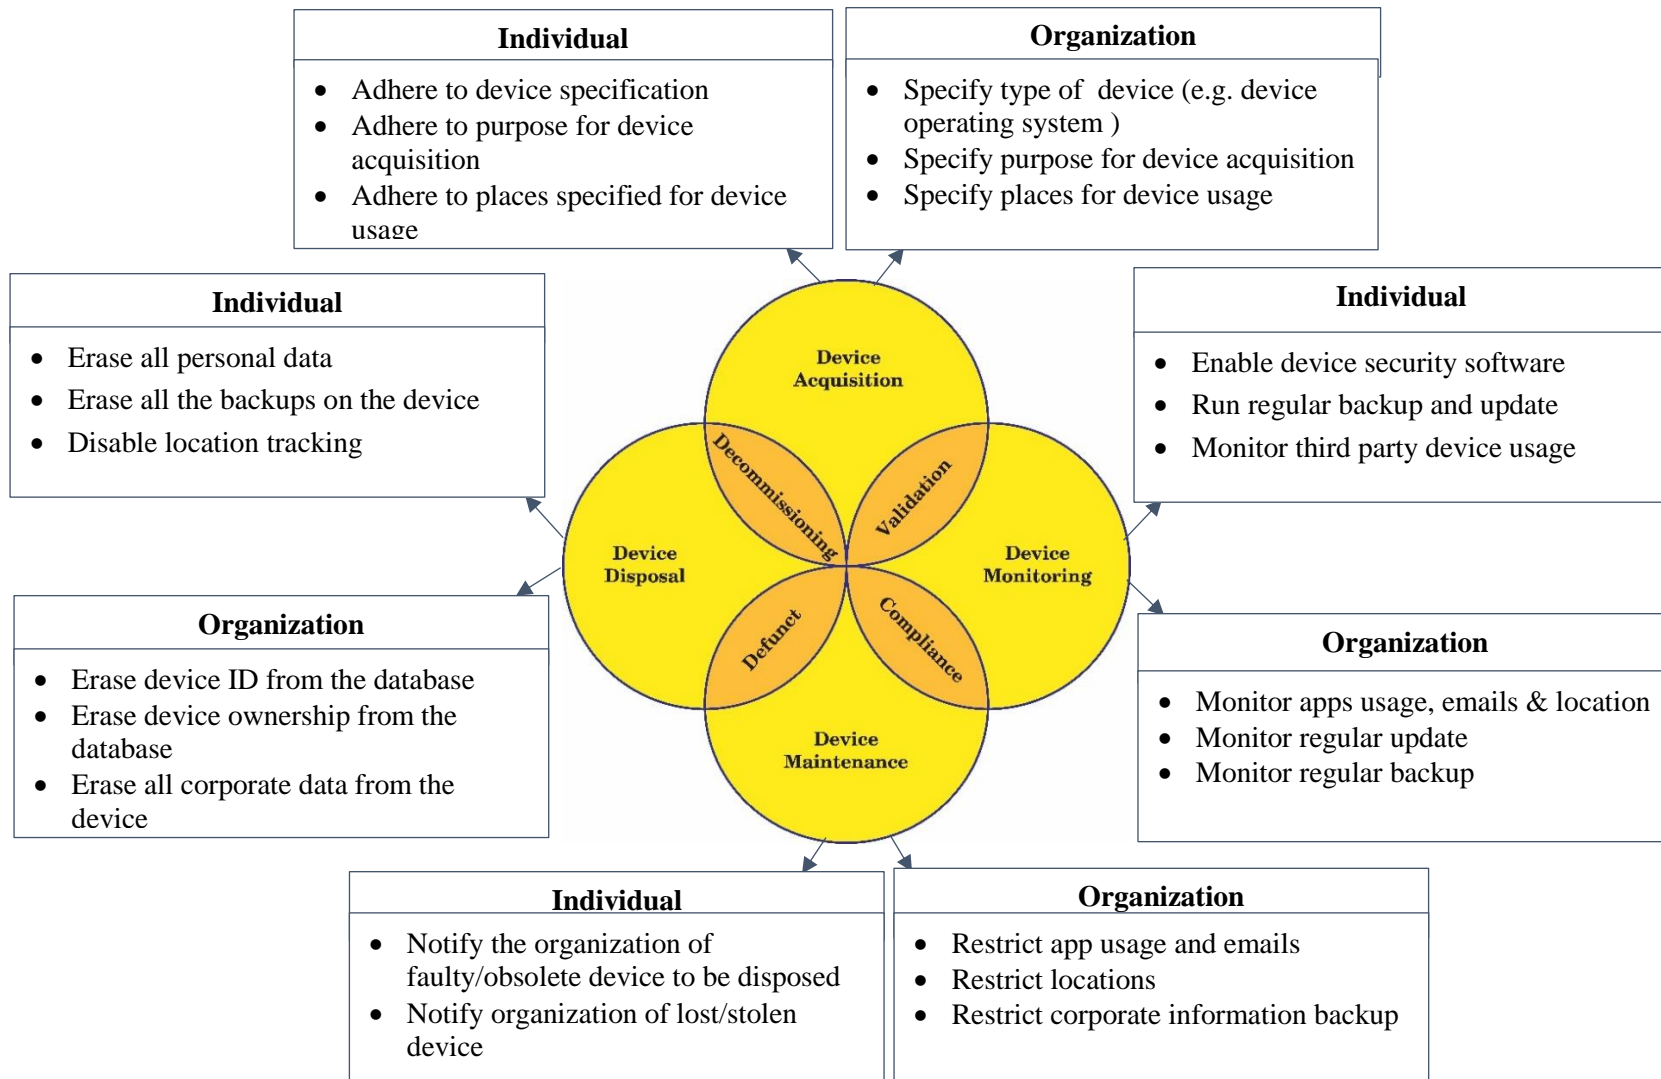 Individual
Adhere to device specification
Adhere to purpose for device
acquisition
Adhere to places specified for device
usage
Organization
Specify type of  device (e.g. device
operating system )
Specify purpose for device acquisition
Specify places for device usage
Individual
Erase all personal data
Erase all the backups on the device
Disable location tracking
Individual
Enable device security software
Run regular backup and update
Monitor third party device usage
Device
Acquisition
Decommissioning
Validation
Device
Disposal
Device
Monitoring
Defunct
Compliance
Device
Maintenance
Organization
Erase device ID from the database
Erase device ownership from the
database
Erase all corporate data from the
device
Organization
Monitor apps usage, emails & location
Monitor regular update
Monitor regular backup
Individual
Notify the organization of
faulty/obsolete device to be disposed
Notify organization of lost/stolen
device
Organization
Restrict app usage and emails
Restrict locations
Restrict corporate information backup